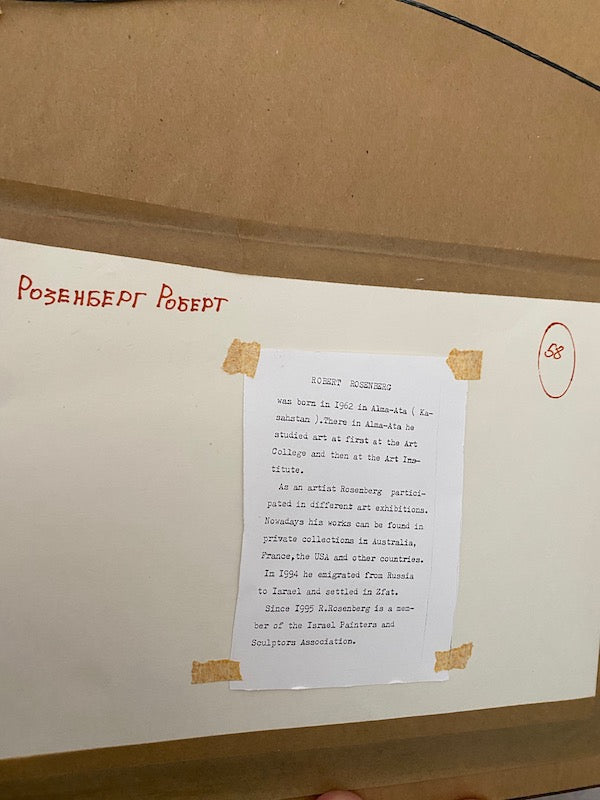 РОЗЕНБЕРГ РОБЕРТ
58
ROBERT ROSENBERG
was born in I962 in Alma-Ata ( Ka-
sahstan ).There in Alma-Ata he
studied art at first at the Art
College and then at the Art Ins-
titute.
As an artist Rosenberg partici-
pated in different art exhibitions.
Nowadays his works can be found in
private collections in Australia,
France,the USA and other countries.
In I994 he emigrated from Russia
to Israel and settled in Zfat.
Since I995 R.Rosenberg is a mem-
ber of the Israel Painters and
Sculptors Association.